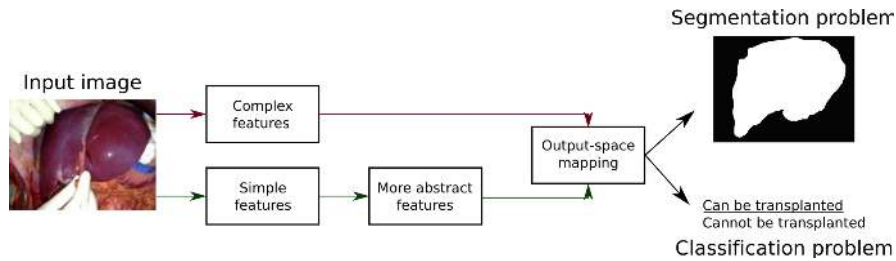 Segmentation problem
Input image
Complex
features
Output-space
mapping
Simple
features
More abstract
features
Can be transplanted
Cannot be transplanted
Classification problem